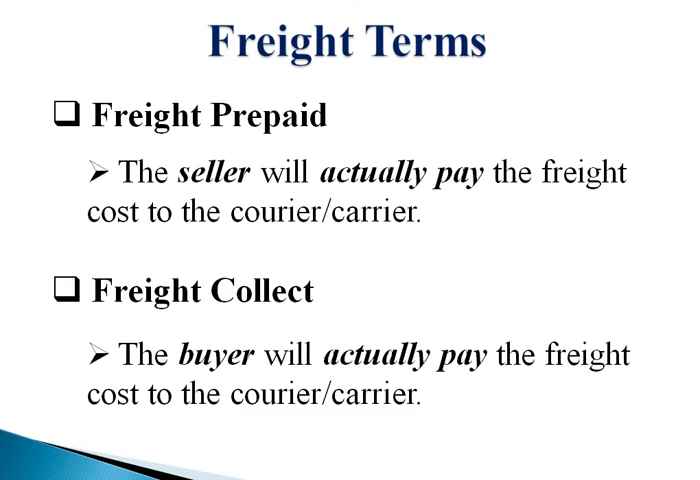 Freight Terms
❑ Freight Prepaid
➢ The seller will actually pay the freight
cost to the courier/carrier.
❑ Freight Collect
➢ The buyer will actually pay the freight
cost to the courier/carrier.